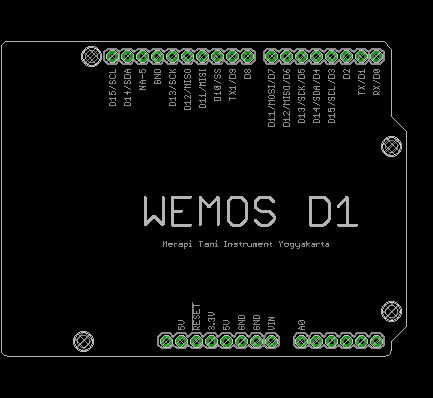 D15/SCL
D14/SDA
NA-5
GND
D13/SCK
D12/MISO
D11/MISI
D10/SS
TX1/D9
D8
D11/MOSI/D7
D12/MISO/D6
D13/SCK/D5
D14/SDA/D4
D15/SCL/D3
D2
TX/D1
RX/D0
WEMOS D1
Merapi Tani Instrument Yogyakarta
5V
RESET
3.3V
5V
GND
GND
VIN
A0